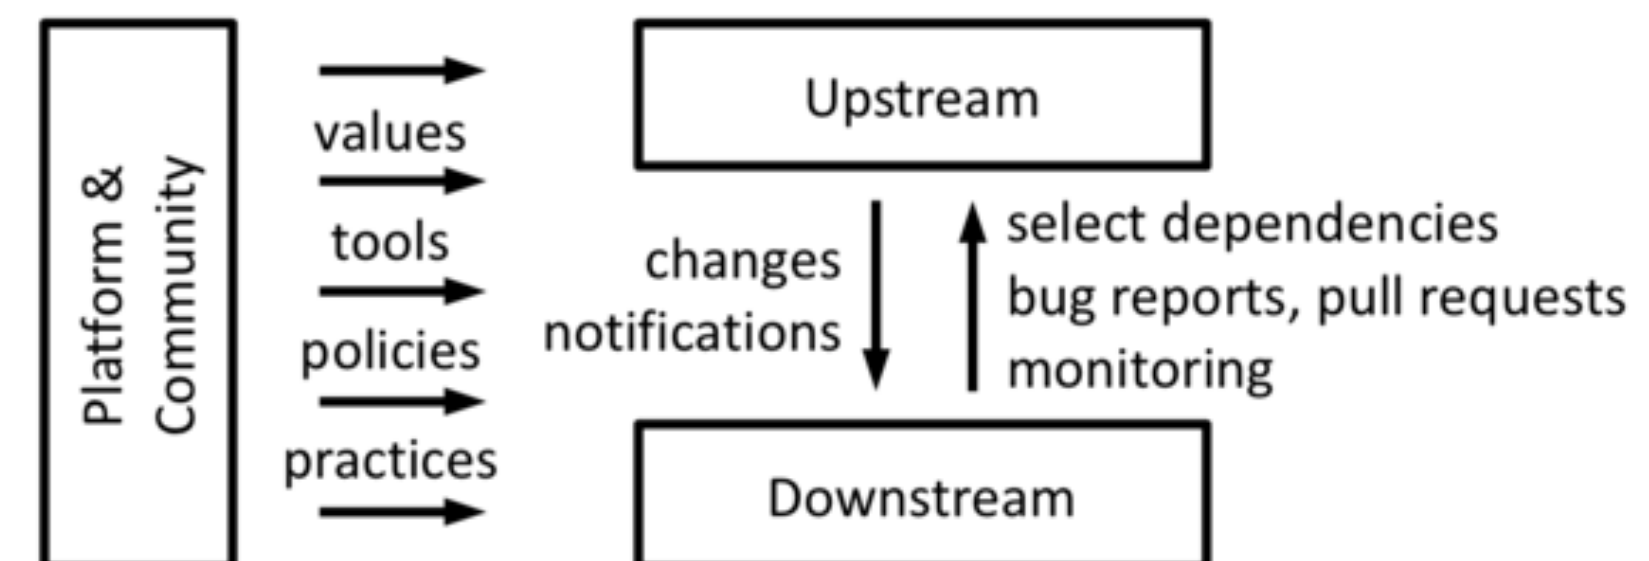 Platform &
Community
values
tools
policies
practices
Upstream
changes
notifications
select dependencies
bug reports, pull requests
monitoring
Downstream